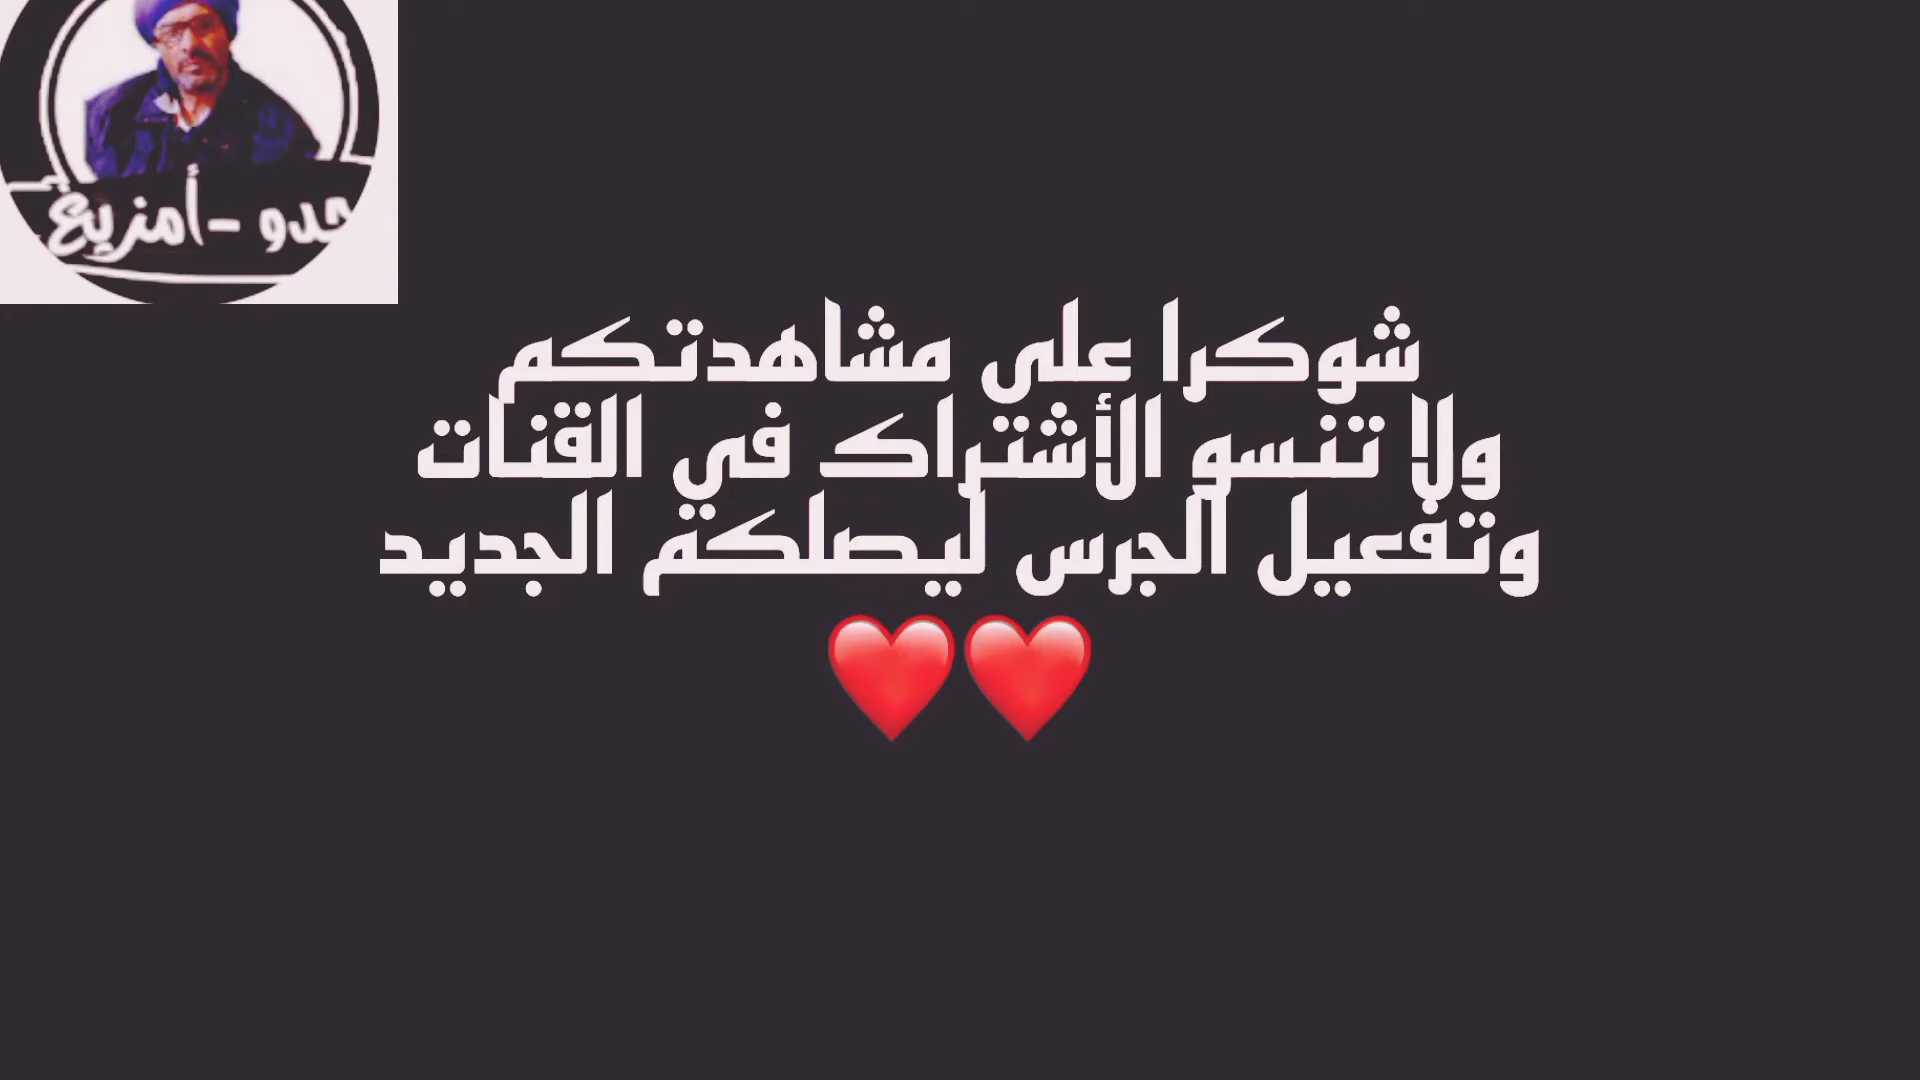 حدو - أمزيغ
شوكرا على مشاهدتكم
ولا تنسو الأشتراك في القنات
وتفعيل الجرس ليصلكم الجديد